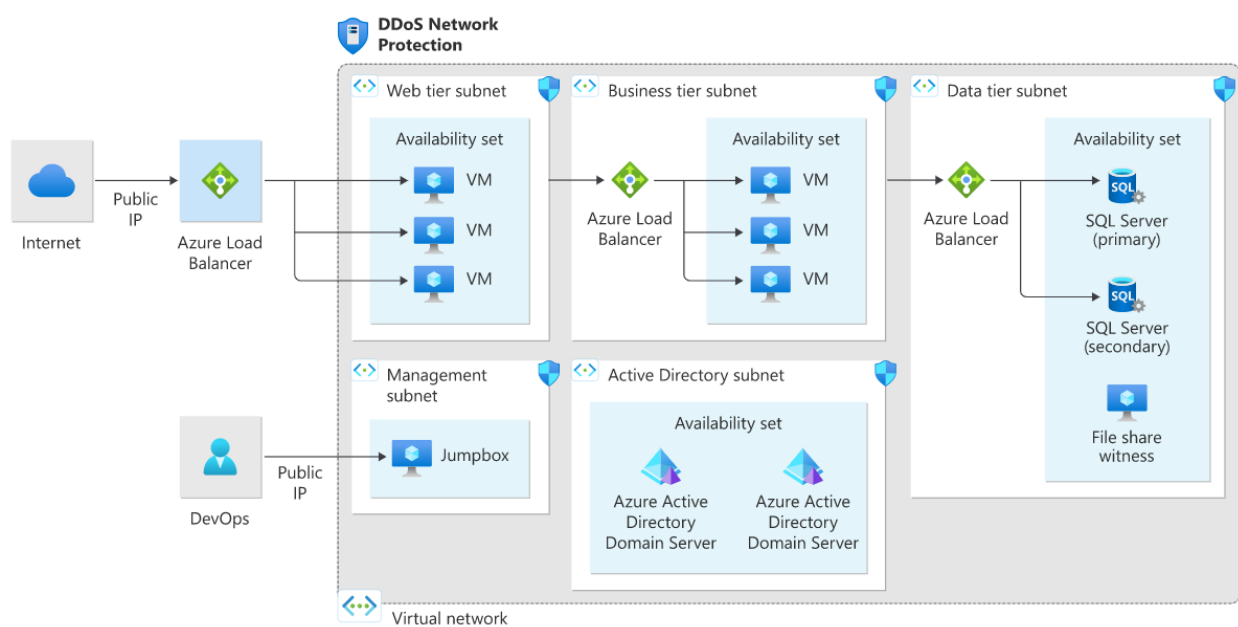 DDoS Network
Protection
Web tier subnet
Business tier subnet
Data tier subnet
Availability set
Availability set
Availability set
VM
VM
VM
VM
VM
VM
Public
IP
Internet
Azure Load
Balancer
Azure Load
Balancer
Azure Load
Balancer
SQL
SQL Server
(primary)
SQL
SQL Server
(secondary)
File share
witness
Management
subnet
Jumpbox
Public
IP
DevOps
Active Directory subnet
Availability set
Azure Active
Directory
Domain Server
Azure Active
Directory
Domain Server
Virtual network